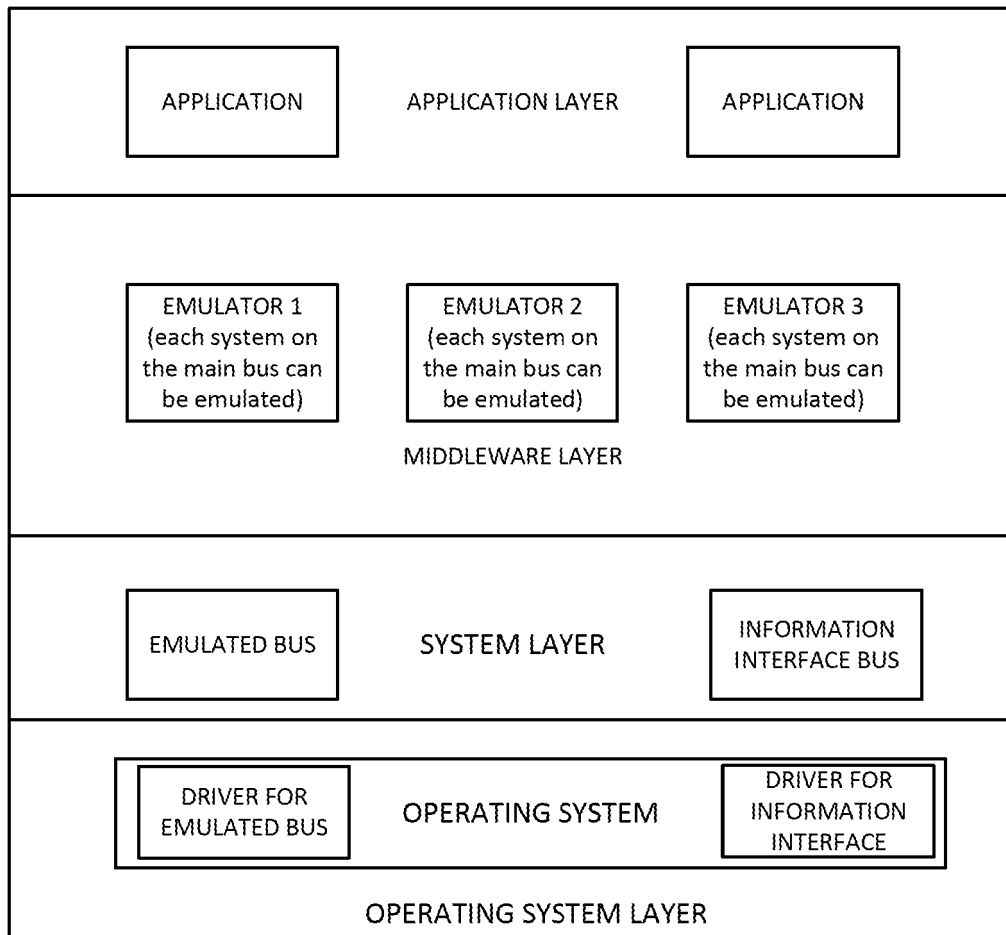 APPLICATION
APPLICATION LAYER
APPLICATION
EMULATOR 1
(each system on
the main bus can
be emulated)
EMULATOR 2
(each system on
the main bus can
be emulated)
EMULATOR 3
(each system on
the main bus can
be emulated)
MIDDLEWARE LAYER
EMULATED BUS
SYSTEM LAYER
INFORMATION
INTERFACE BUS
DRIVER FOR
EMULATED BUS
OPERATING SYSTEM
DRIVER FOR
INFORMATION
INTERFACE
OPERATING SYSTEM LAYER